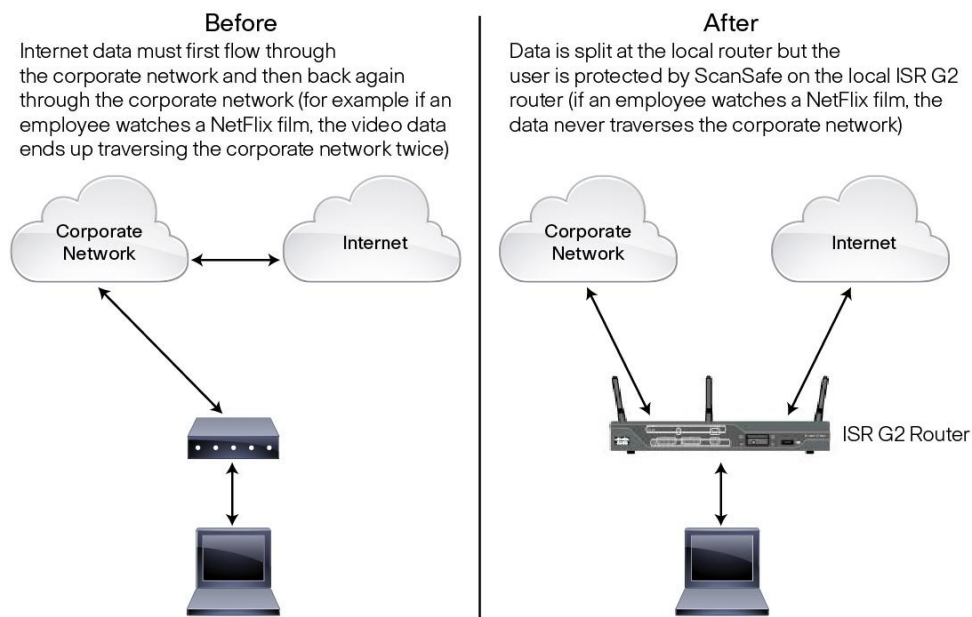 Before
Internet data must first flow through
the corporate network and then back again
through the corporate network (for example if an
employee watches a NetFlix film, the video data
ends up traversing the corporate network twice)
Corporate
Network
Internet
After
Data is split at the local router but the
user is protected by ScanSafe on the local ISR G2
router (if an employee watches a NetFlix film, the
data never traverses the corporate network)
Corporate
Network
Internet
ISR G2 Router